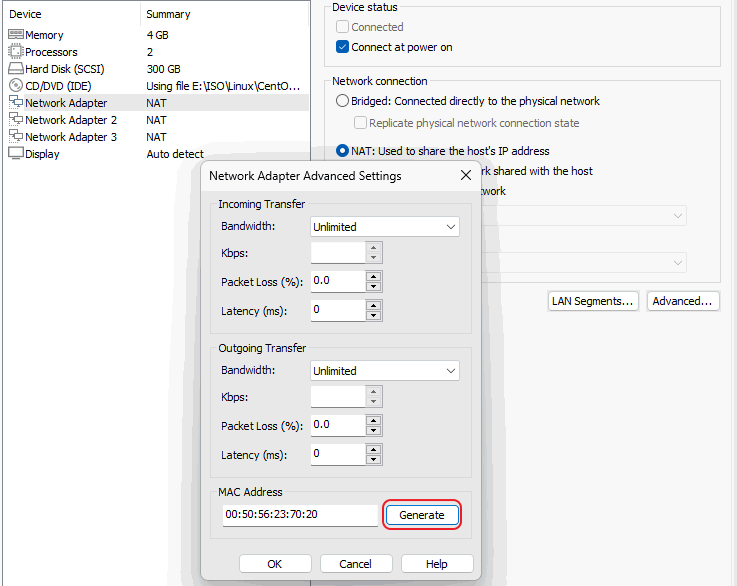 Device Summary
Memory 4 GB
Processors 2
Hard Disk (SCSI) 300 GB
CD/DVD (IDE) Using file E:\ISO\Linux\CentO...
Network Adapter NAT
Network Adapter 2 NAT
Network Adapter 3 NAT
Display Auto detect
Device status
Connected
Connect at power on
Network connection
Bridged: Connected directly to the physical network
Replicate physical network connection state
NAT: Used to share the host's IP address
rk shared with the host
work
LAN Segments...
Advanced...
Network Adapter Advanced Settings
Incoming Transfer
Bandwidth: Unlimited
Kbps:
Packet Loss (%): 0.0
Latency (ms): 0
Outgoing Transfer
Bandwidth: Unlimited
Kbps:
Packet Loss (%): 0.0
Latency (ms): 0
MAC Address
00:50:56:23:70:20
Generate
OK
Cancel
Help